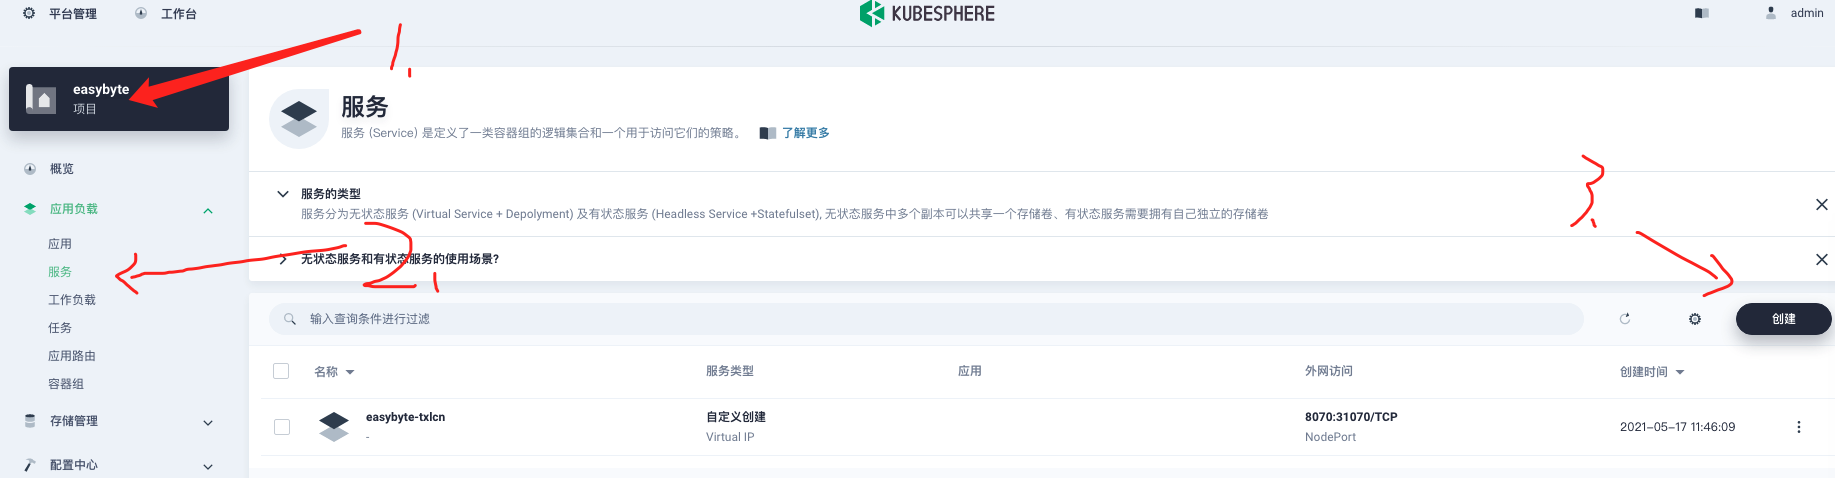 平台管理 工作台 KUBESPHERE admin
1.
easybyte
项目
服务
服务 (Service) 是定义了一类容器组的逻辑集合和一个用于访问它们的策略。 了解更多
概览
应用负载
应用
服务
工作负载
任务
应用路由
容器组
存储管理
配置中心
服务的类型
服务分为无状态服务 (Virtual Service + Depolyment) 及有状态服务 (Headless Service +Statefulset), 无状态服务中多个副本可以共享一个存储卷、有状态服务需要拥有自己独立的存储卷
3.
2.
无状态服务和有状态服务的使用场景?
输入查询条件进行过滤 创建
名称 服务类型 应用 外网访问 创建时间
easybyte-txlcn 自定义创建 8070:31070/TCP 2021-05-17 11:46:09
- Virtual IP NodePort